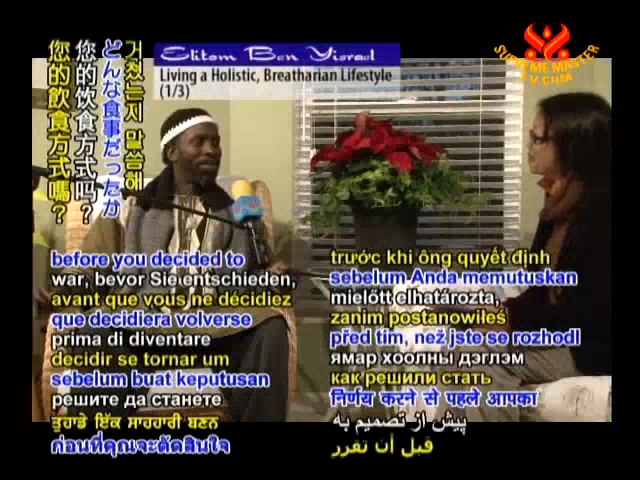 Elitom Ben Yisrael
Living a Holistic, Breatharian Lifestyle
(1/3)
SUPREME MASTER
TV.COM
您的飲食方式嗎？
您的饮食方式吗？
どんな食事だったか
거쳤는지 말씀해
before you decided to
war, bevor Sie entschieden,
avant que vous ne décidiez
que decidiera volverse
prima di diventare
decidir se tornar um
sebelum buat keputusan
решите да станете
ਤੁਹਾਡੇ ਇੱਕ ਸਾਹਹਾਰੀ ਬਣਨ
ก่อนที่คุณจะตัดสินใจ
trước khi ông quyết định
sebelum Anda memutuskan
mielőtt elhatározta,
zanim postanowiłeś
před tím, než jste se rozhodl
ямар хоолны дэглэм
как решили стать
निर्णय करने से पहले आपका
پیش از تصمیم به
قبل أن تقرر